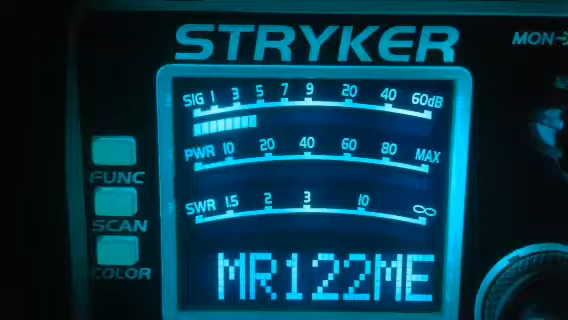 STRYKER
MON
SIG 1 3 5 7 9 20 40 60dB
PWR 10 20 40 60 80 MAX
FUNC
SWR 1.5 2 3 10 ∞
SCAN
COLOR
MR122ME